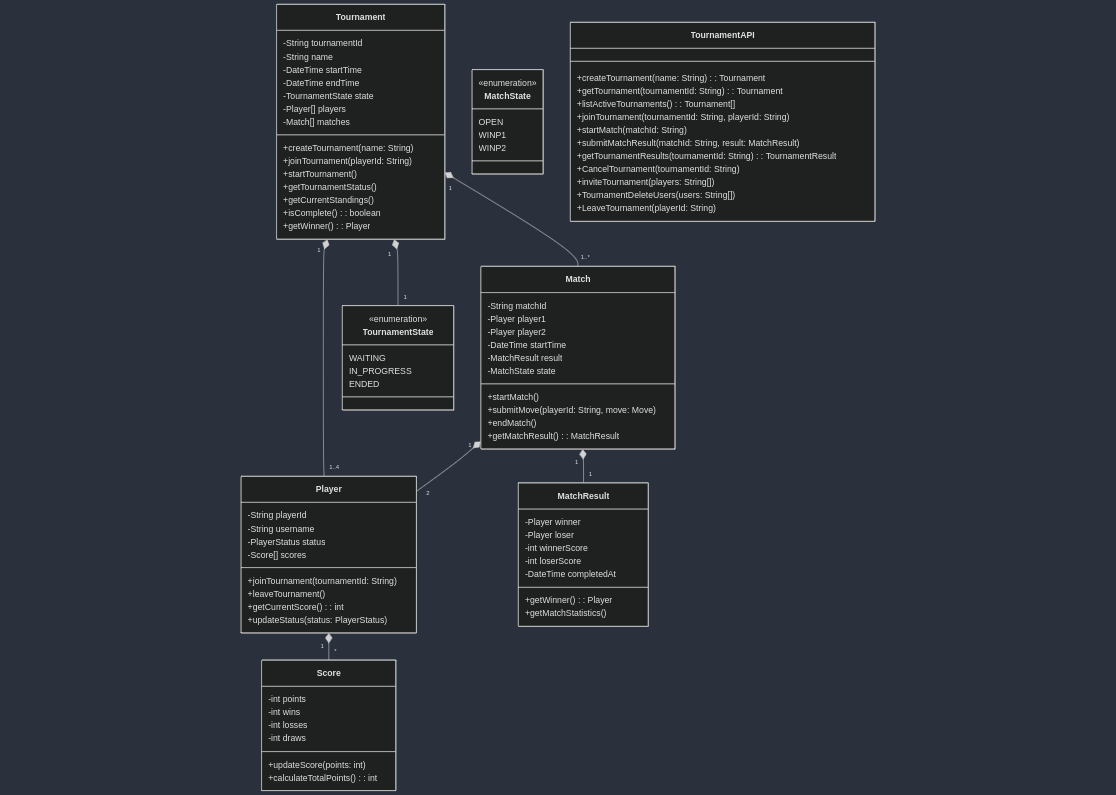 Tournament
-String tournamentId
-String name
-DateTime startTime
-DateTime endTime
-TournamentState state
-Player[] players
-Match[] matches
+createTournament(name: String)
+joinTournament(playerId: String)
+startTournament()
+getTournamentStatus()
+getCurrentStandings()
+isComplete() : : boolean
+getWinner() : : Player
«enumeration»
MatchState
OPEN
WINP1
WINP2
TournamentAPI
+createTournament(name: String) : : Tournament
+getTournament(tournamentId: String) : : Tournament
+listActiveTournaments() : : Tournament[]
+joinTournament(tournamentId: String, playerId: String)
+startMatch(matchId: String)
+submitMatchResult(matchId: String, result: MatchResult)
+getTournamentResults(tournamentId: String) : : TournamentResult
+CancelTournament(tournamentId: String)
+inviteTournament(players: String[])
+TournamentDeleteUsers(users: String[])
+LeaveTournament(playerId: String)
1
1
1
1..*
1
«enumeration»
TournamentState
WAITING
IN_PROGRESS
ENDED
Match
-String matchId
-Player player1
-Player player2
-DateTime startTime
-MatchResult result
-MatchState state
+startMatch()
+submitMove(playerId: String, move: Move)
+endMatch()
+getMatchResult() : : MatchResult
1
1
1..4
2
1
Player
-String playerId
-String username
-PlayerStatus status
-Score[] scores
+joinTournament(tournamentId: String)
+leaveTournament()
+getCurrentScore() : : int
+updateStatus(status: PlayerStatus)
MatchResult
-Player winner
-Player loser
-int winnerScore
-int loserScore
-DateTime completedAt
+getWinner() : : Player
+getMatchStatistics()
1
*
Score
-int points
-int wins
-int losses
-int draws
+updateScore(points: int)
+calculateTotalPoints() : : int